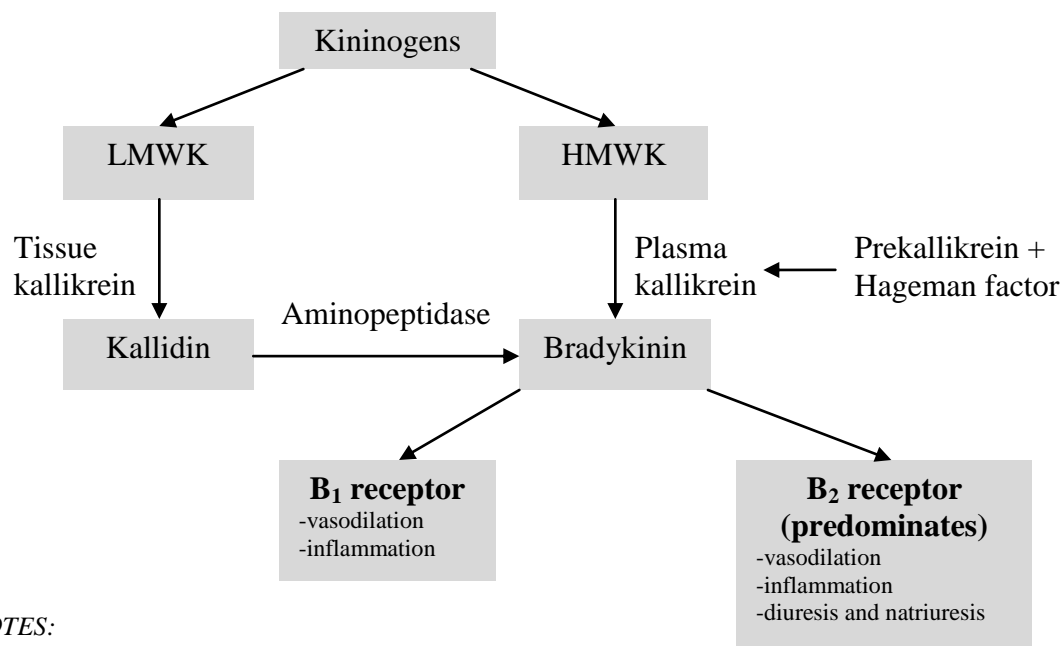 Kininogens
LMWK
HMWK
Tissue
kallikrein
Plasma
kallikrein
Prekallikrein +
Hageman factor
Aminopeptidase
Kallidin
Bradykinin
B₁ receptor
-vasodilation
-inflammation
B₂ receptor
(predominates)
-vasodilation
-inflammation
-diuresis and natriuresis
OTES: